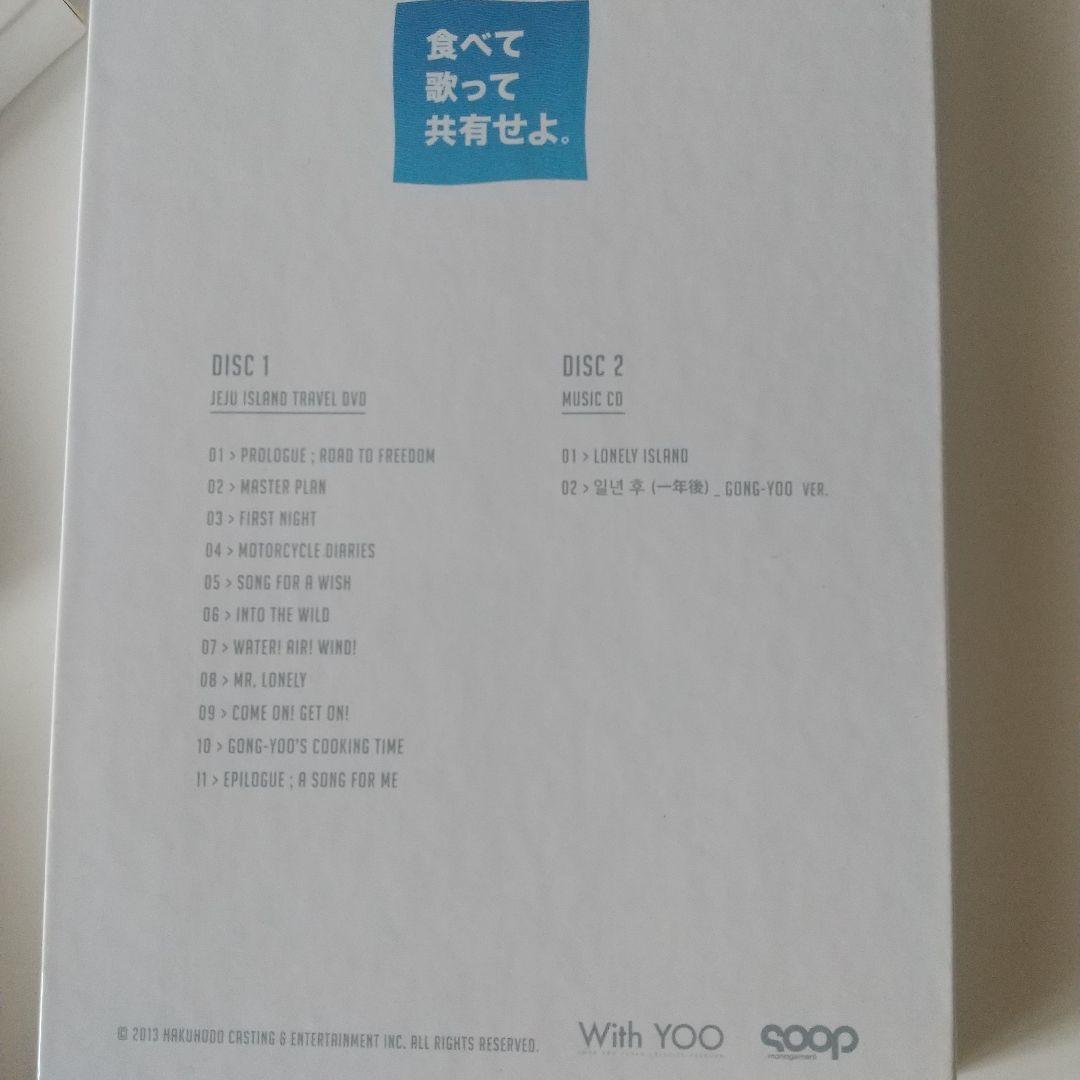 食べて
歌って
共有せよ。
DISC 1
JEJU ISLAND TRAVEL DVD
01 > PROLOGUE ; ROAD TO FREEDOM
02 > MASTER PLAN
03 > FIRST NIGHT
04 > MOTORCYCLE DIARIES
05 > SONG FOR A WISH
06 > INTO THE WILD
07 > WATER! AIR! WIND!
08 > MR. LONELY
09 > COME ON! GET ON!
10 > GONG-YOO'S COOKING TIME
11 > EPILOGUE ; A SONG FOR ME
DISC 2
MUSIC CD
01 > LONELY ISLAND
02 > 일년 후 (一年後) _ GONG-YOO VER.
© 2013 HAKUHODO CASTING & ENTERTAINMENT INC. ALL RIGHTS RESERVED.
With YOO
soop
management